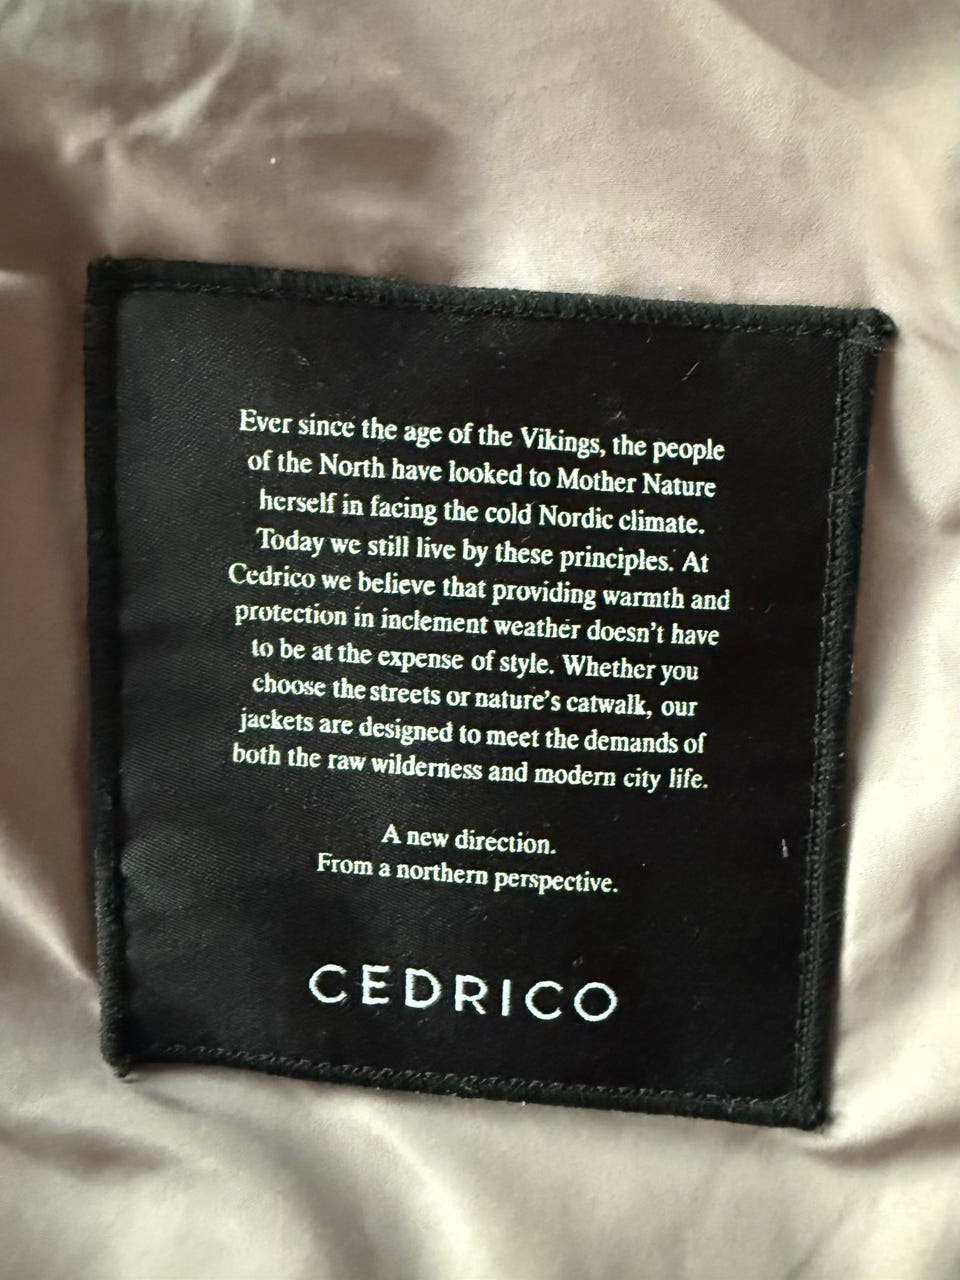 Ever since the age of the Vikings, the people
of the North have looked to Mother Nature
herself in facing the cold Nordic climate.
Today we still live by these principles. At
Cedrico we believe that providing warmth and
protection in inclement weather doesn't have
to be at the expense of style. Whether you
choose the streets or nature's catwalk, our
jackets are designed to meet the demands of
both the raw wilderness and modern city life.
A new direction.
From a northern perspective.
CEDRICO